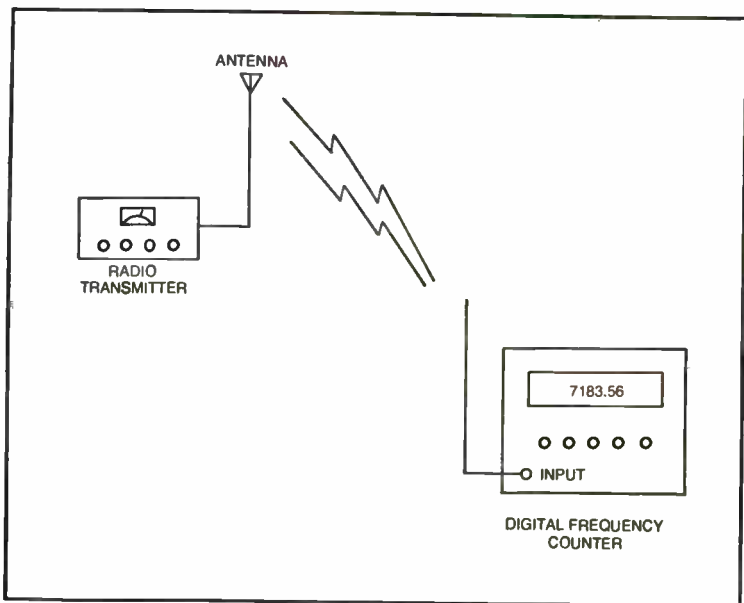 ANTENNA
RADIO
TRANSMITTER
7183.56
INPUT
DIGITAL FREQUENCY
COUNTER